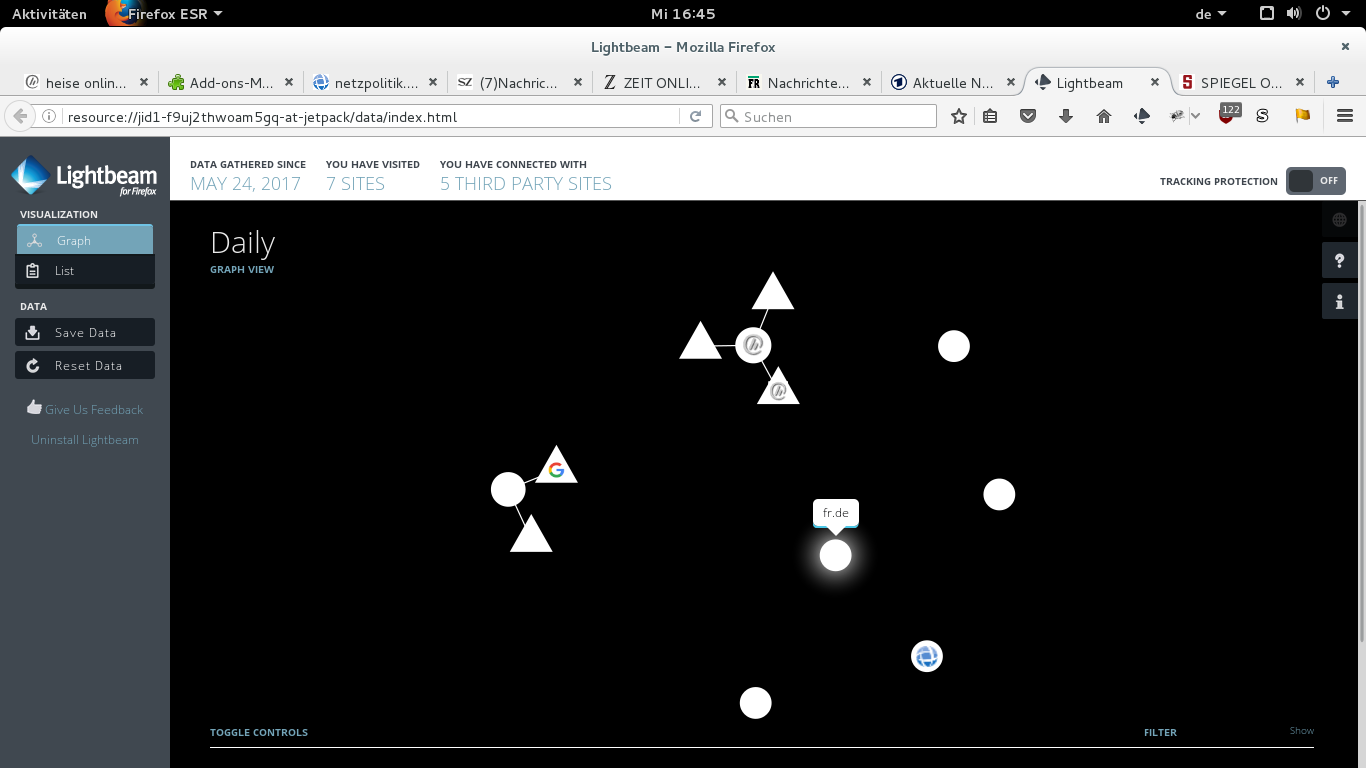 Aktivitäten Firefox ESR Mi 16:45 de
Lightbeam – Mozilla Firefox
heise onlin… Add-ons-M… netzpolitik.… SZ (7)Nachric… Z ZEIT ONLI… FR Nachrichte… Aktuelle N… Lightbeam S SPIEGEL O…
resource://jid1-f9uj2thwoam5gq-at-jetpack/data/index.html Suchen 122 S
Lightbeam
for Firefox
DATA GATHERED SINCE YOU HAVE VISITED YOU HAVE CONNECTED WITH
MAY 24, 2017 7 SITES 5 THIRD PARTY SITES
TRACKING PROTECTION OFF
VISUALIZATION
Graph
List
DATA
Save Data
Reset Data
Give Us Feedback
Uninstall Lightbeam
Daily
GRAPH VIEW
?
i
@
@
G
fr.de
TOGGLE CONTROLS FILTER Show